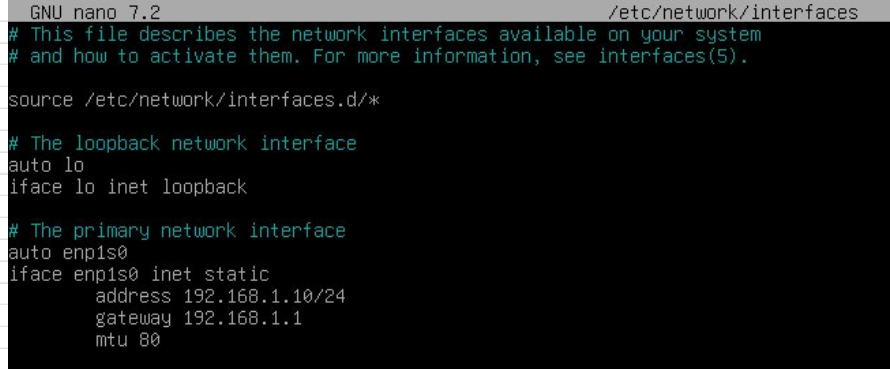 GNU nano 7.2 /etc/network/interfaces
# This file describes the network interfaces available on your system
# and how to activate them. For more information, see interfaces(5).
source /etc/network/interfaces.d/*
# The loopback network interface
auto lo
iface lo inet loopback
# The primary network interface
auto enp1s0
iface enp1s0 inet static
address 192.168.1.10/24
gateway 192.168.1.1
mtu 80